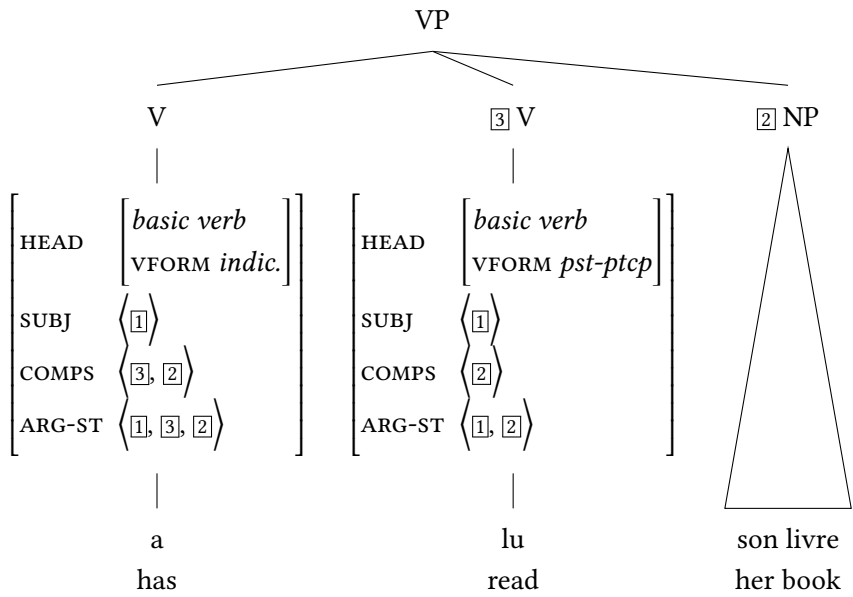 VP
V 3 V 2 NP
HEAD [basic verb VFORM indic.] HEAD [basic verb VFORM pst-ptcp]
SUBJ ⟨1⟩ SUBJ ⟨1⟩
COMPS ⟨3, 2⟩ COMPS ⟨2⟩
ARG-ST ⟨1, 3, 2⟩ ARG-ST ⟨1, 2⟩
a lu son livre
has read her book